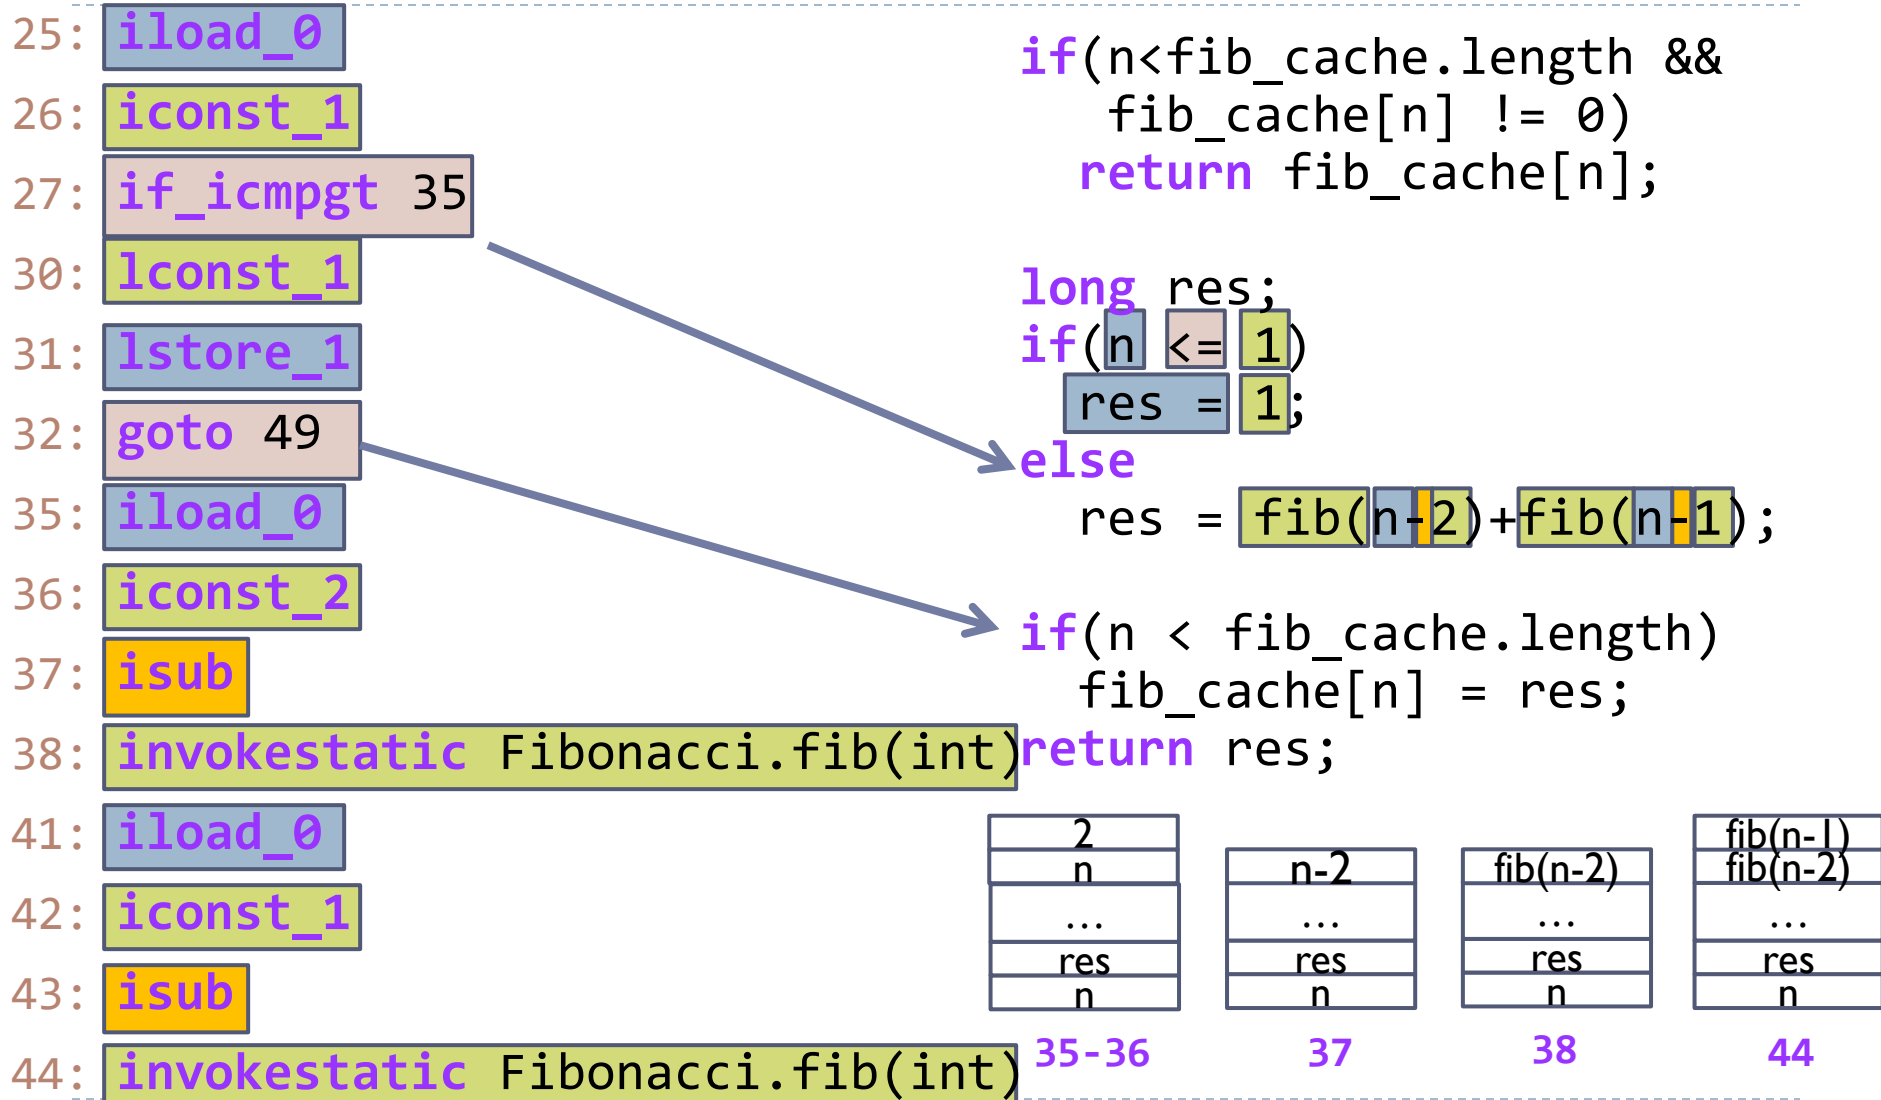 25: iload_0
26: iconst_1
27: if_icmpgt 35
30: lconst_1
31: lstore_1
32: goto 49
35: iload_0
36: iconst_2
37: isub
38: invokestatic Fibonacci.fib(int)
41: iload_0
42: iconst_1
43: isub
44: invokestatic Fibonacci.fib(int)
if(n<fib_cache.length &&
fib_cache[n] != 0)
return fib_cache[n];
long res;
if(n <= 1)
res = 1;
else
res = fib(n-2)+fib(n-1);
if(n < fib_cache.length)
fib_cache[n] = res;
return res;
2
n
...
res
n
35-36
n-2
...
res
n
37
fib(n-2)
...
res
n
38
fib(n-1)
fib(n-2)
...
res
n
44